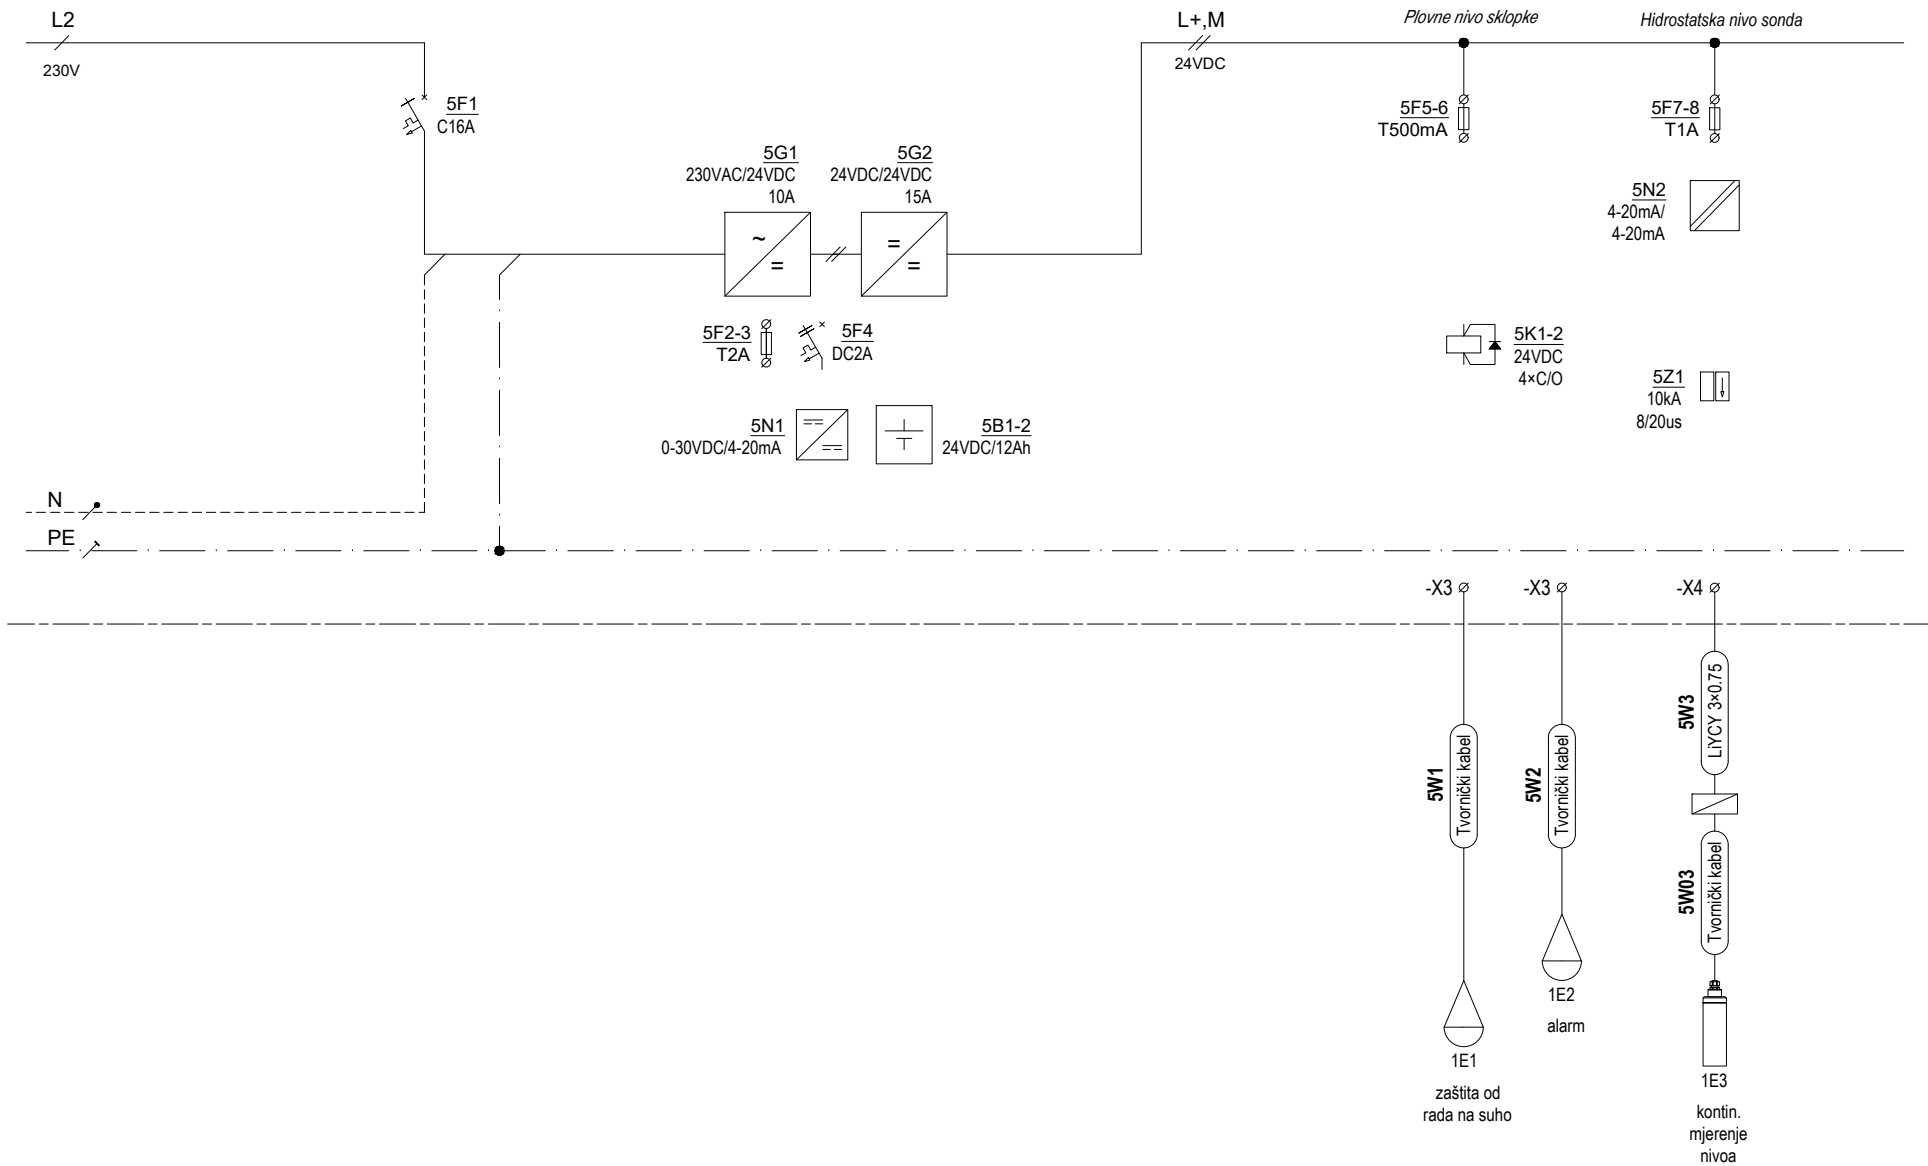 L2
230V
L+,M
24VDC
Plovne nivo sklopke
Hidrostatska nivo sonda
5F1
C16A
5G1
230VAC/24VDC
10A
5G2
24VDC/24VDC
15A
5F5-6
T500mA
5F7-8
T1A
5N2
4-20mA/
4-20mA
5F2-3
T2A
5F4
DC2A
5K1-2
24VDC
4×C/O
5Z1
10kA
8/20us
5N1
0-30VDC/4-20mA
5B1-2
24VDC/12Ah
N
PE
-X3
-X3
-X4
5W1
Tvornički kabel
5W2
Tvornički kabel
5W3
LiYCY 3×0.75
5W03
Tvornički kabel
1E1
zaštita od
rada na suho
1E2
alarm
1E3
kontin.
mjerenje
nivoa